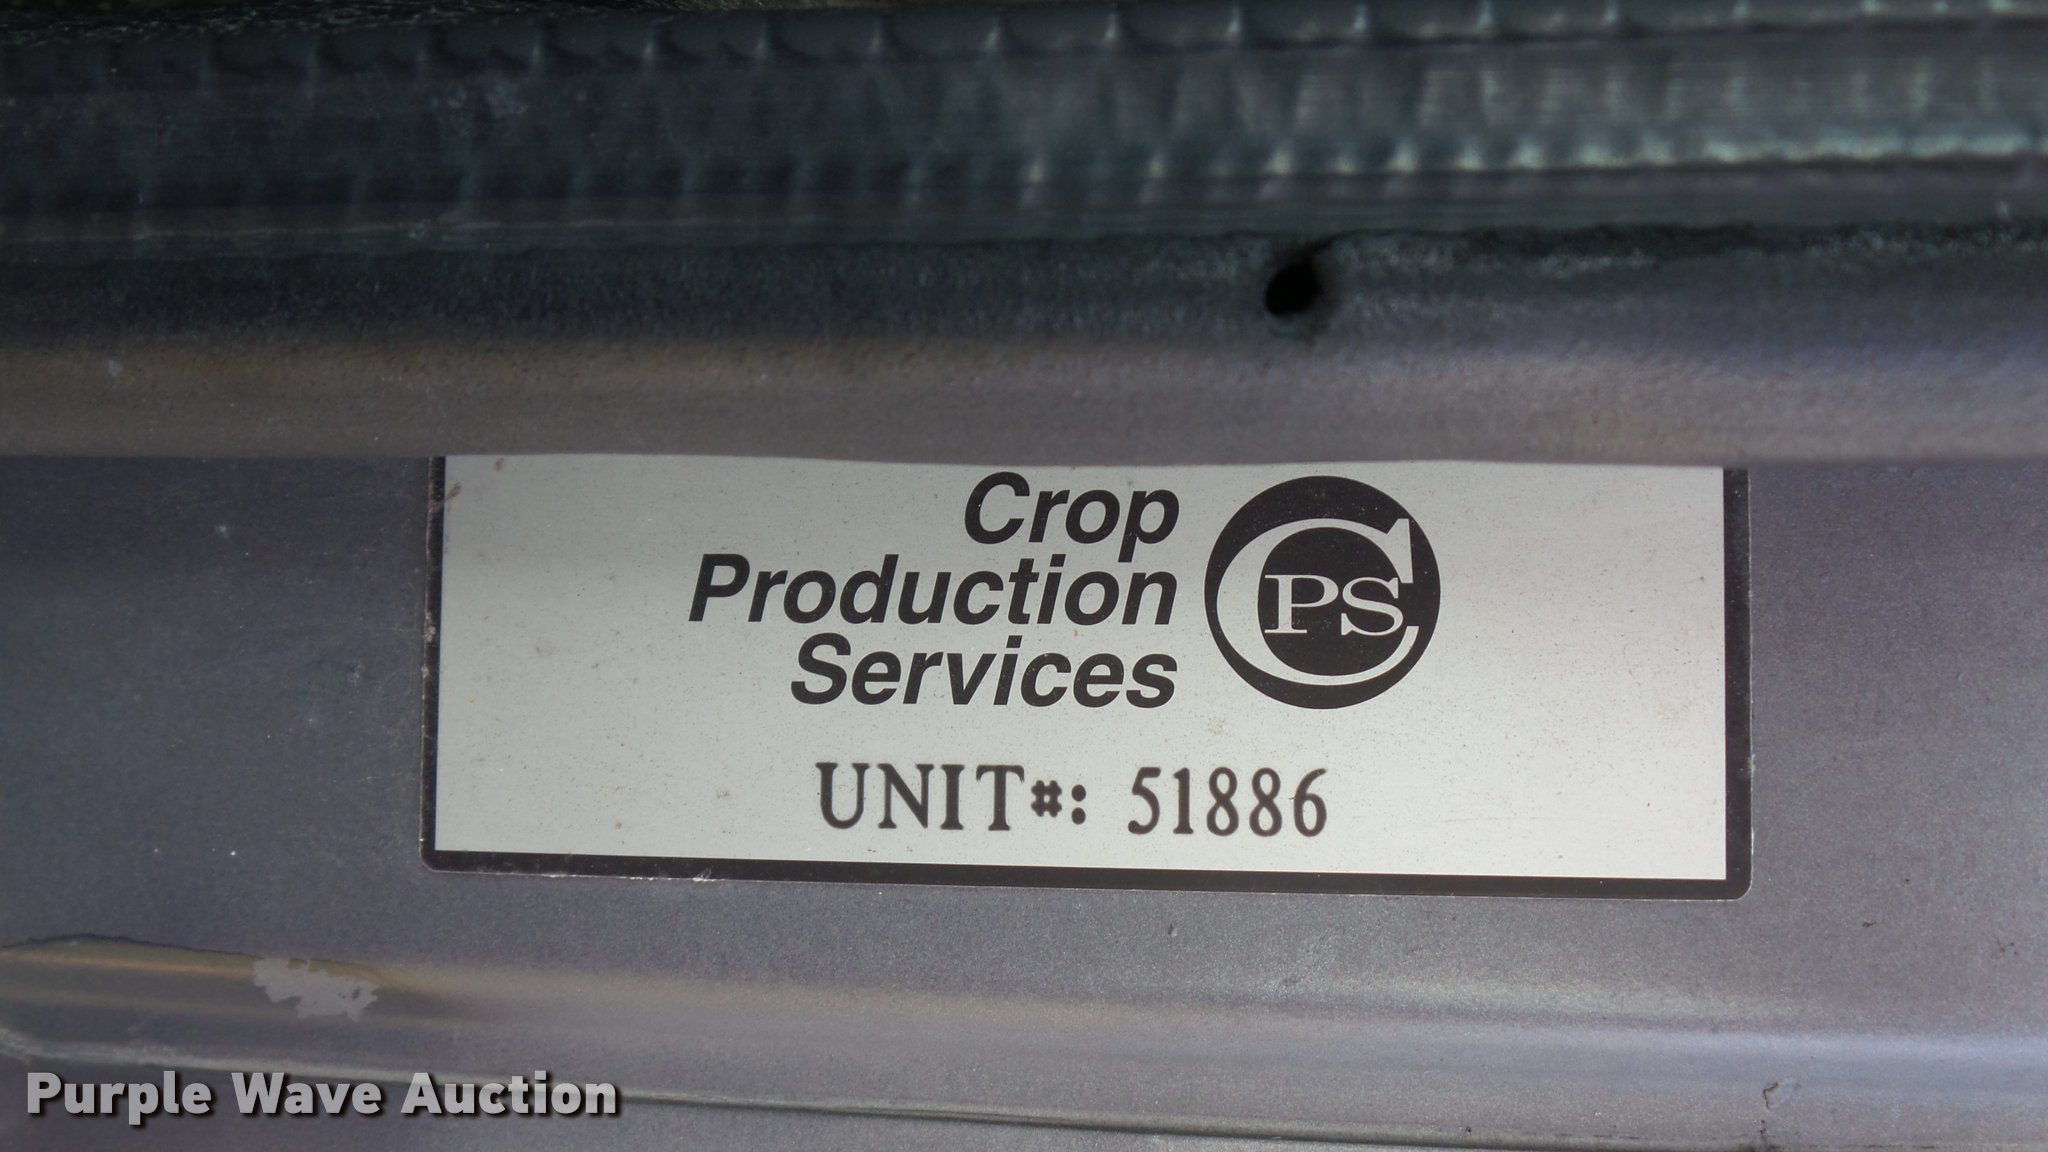 Crop
Production
Services
CPS
UNIT#: 51886
Purple Wave Auction